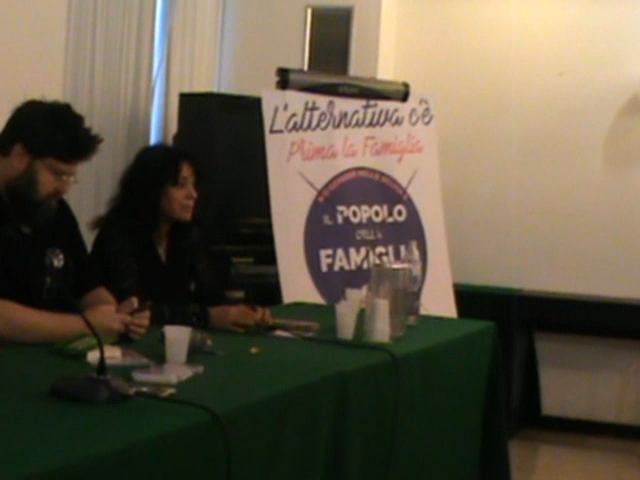 L'alternativa c'è
Prima la Famiglia
IL POPOLO
DELLA
FAMIGLIA